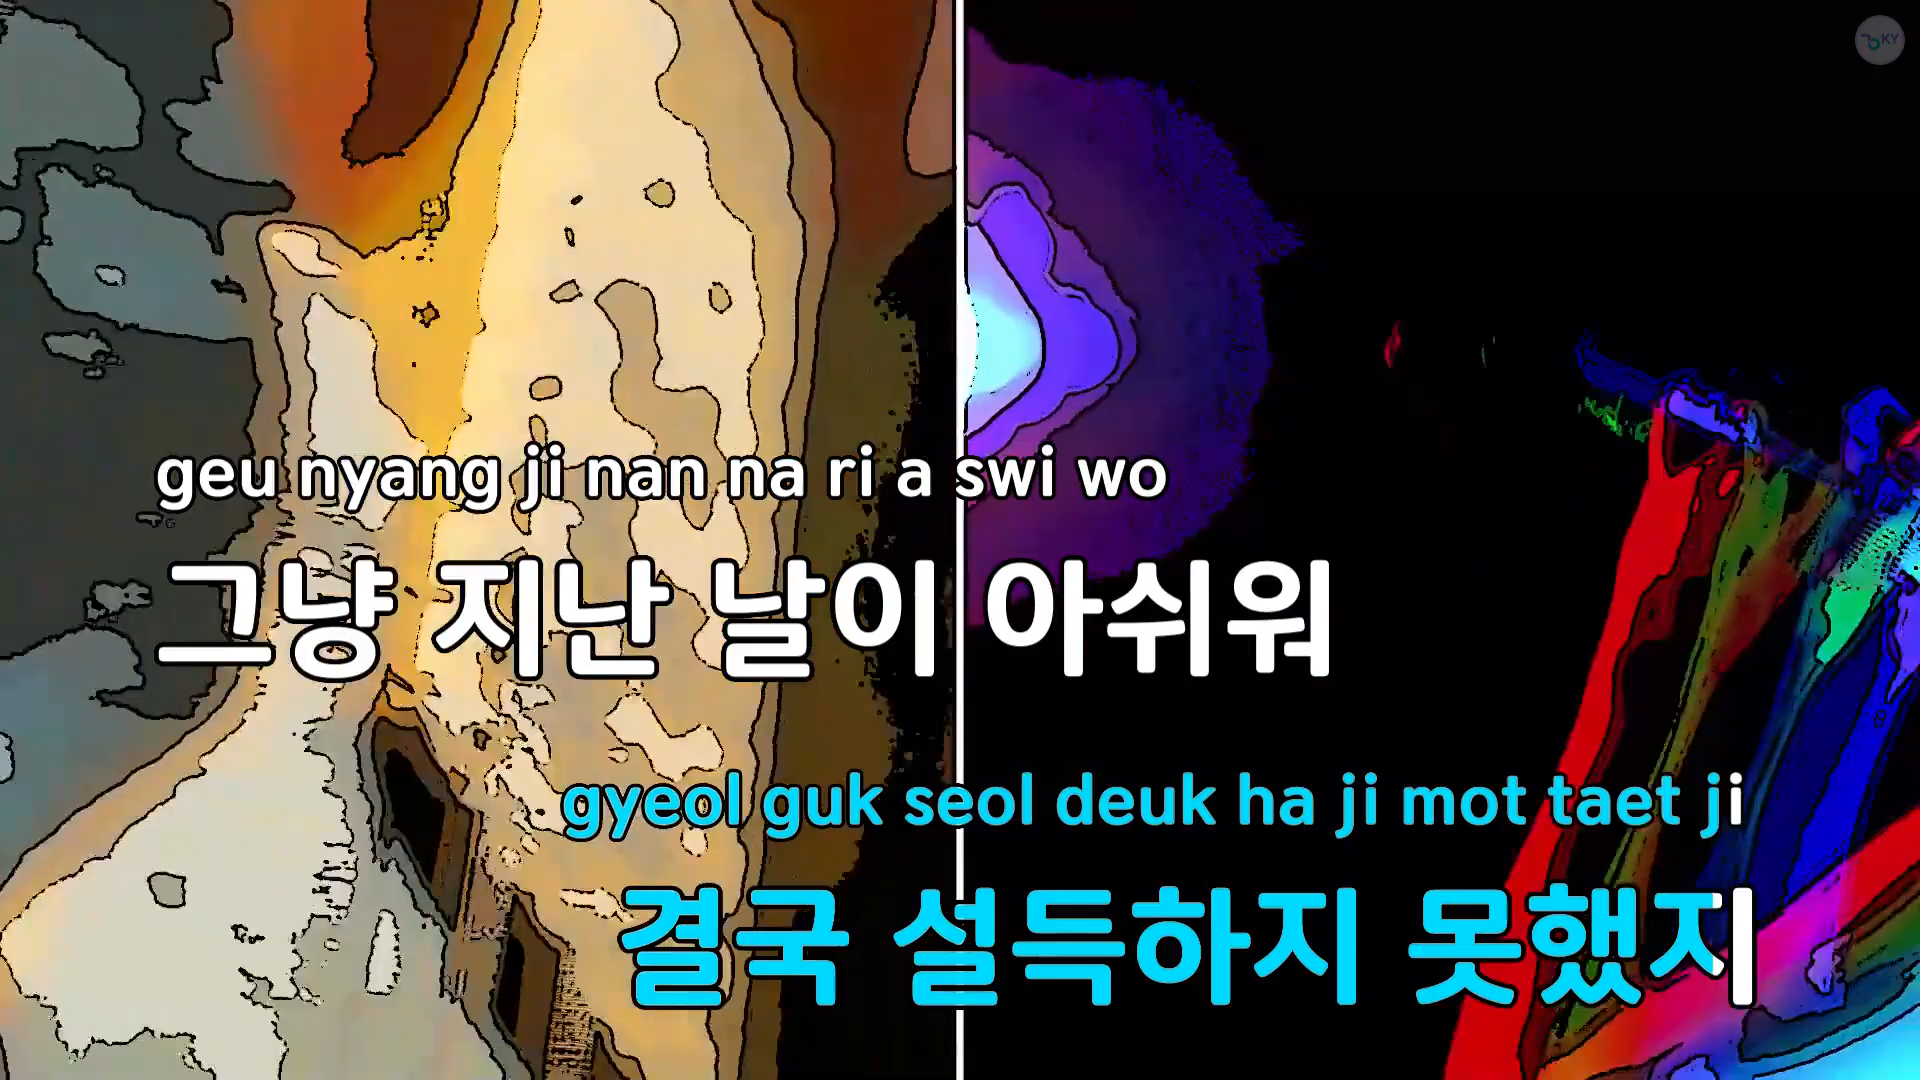 KY
geu nyang ji nan na ri a swi wo
그냥 지난 날이 아쉬워
gyeol guk seol deuk ha ji mot taet ji
결국 설득하지 못했지